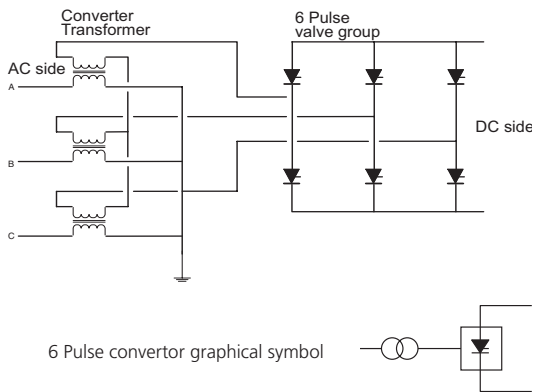 Converter
Transformer
6 Pulse
valve group
AC side
A
DC side
B
C
6 Pulse convertor graphical symbol